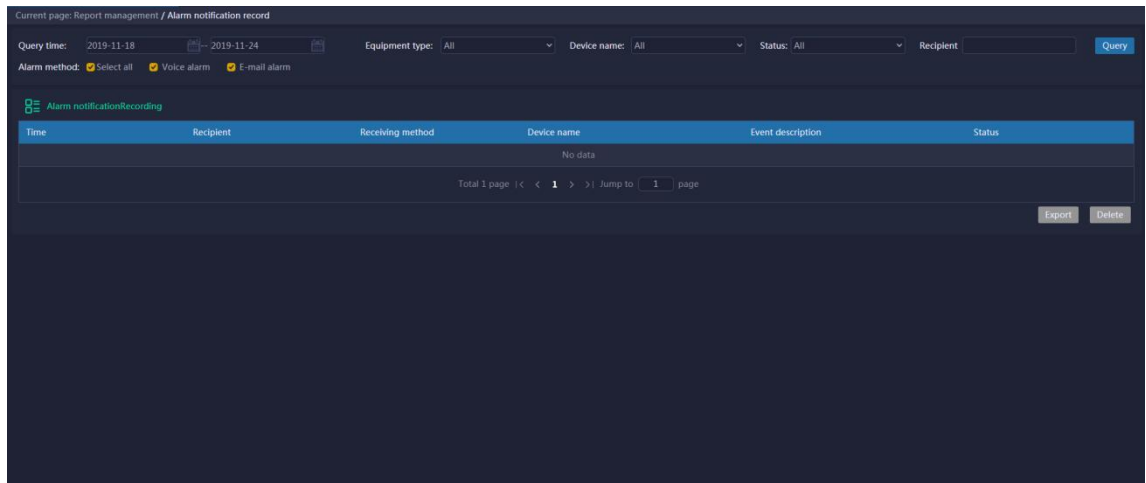 Current page: Report management / Alarm notification record
Query time: 2019-11-18 -- 2019-11-24 Equipment type: All Device name: All Status: All Recipient Query
Alarm method: Select all Voice alarm E-mail alarm
Alarm notificationRecording
Time Recipient Receiving method Device name Event description Status
No data
Total 1 page |< < 1 > >| Jump to 1 page
Export Delete